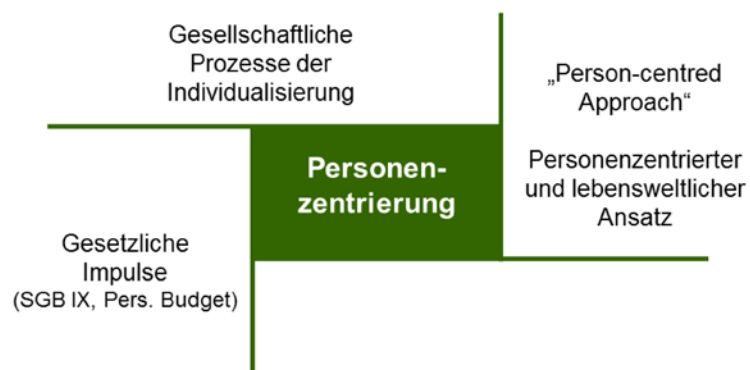 Gesellschaftliche
Prozesse der
Individualisierung
„Person-centred
Approach“
Personenzentrierter
und lebensweltlicher
Ansatz
Personen-
zentrierung
Gesetzliche
Impulse
(SGB IX, Pers. Budget)